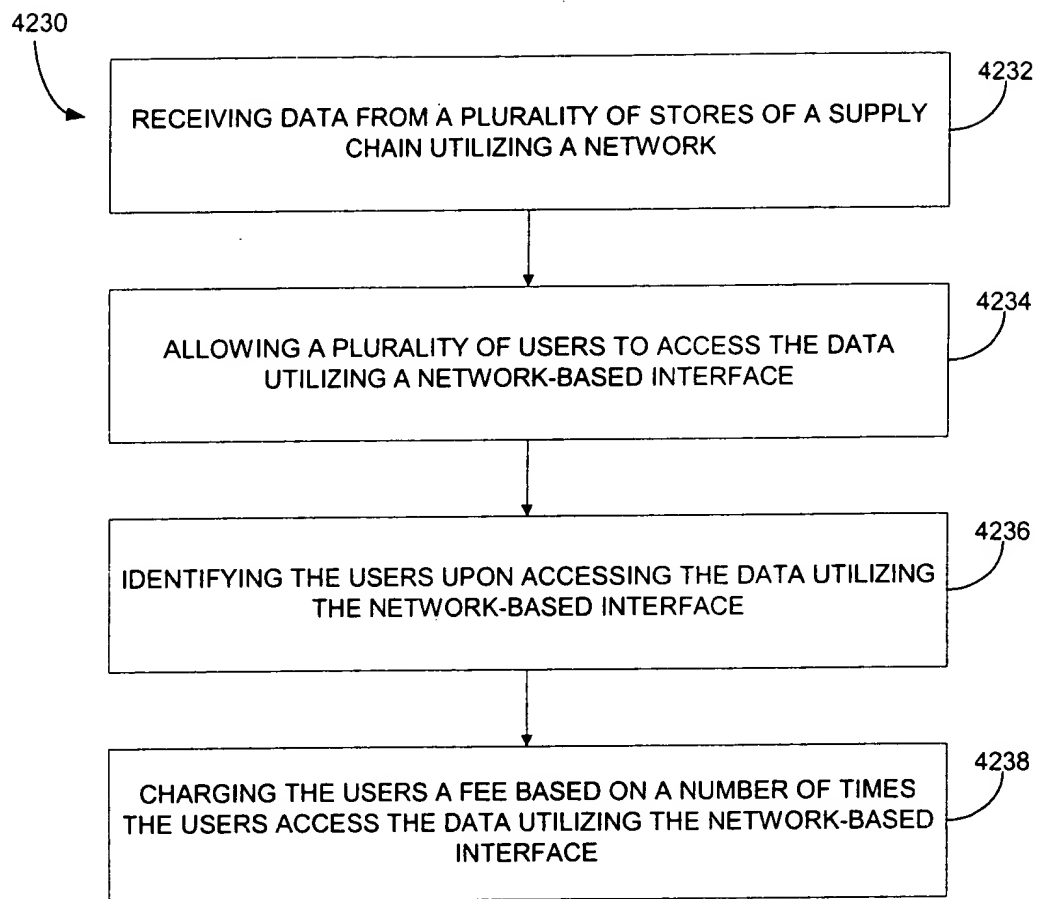 4230
4232
RECEIVING DATA FROM A PLURALITY OF STORES OF A SUPPLY
CHAIN UTILIZING A NETWORK
4234
ALLOWING A PLURALITY OF USERS TO ACCESS THE DATA
UTILIZING A NETWORK-BASED INTERFACE
4236
IDENTIFYING THE USERS UPON ACCESSING THE DATA UTILIZING
THE NETWORK-BASED INTERFACE
4238
CHARGING THE USERS A FEE BASED ON A NUMBER OF TIMES
THE USERS ACCESS THE DATA UTILIZING THE NETWORK-BASED
INTERFACE